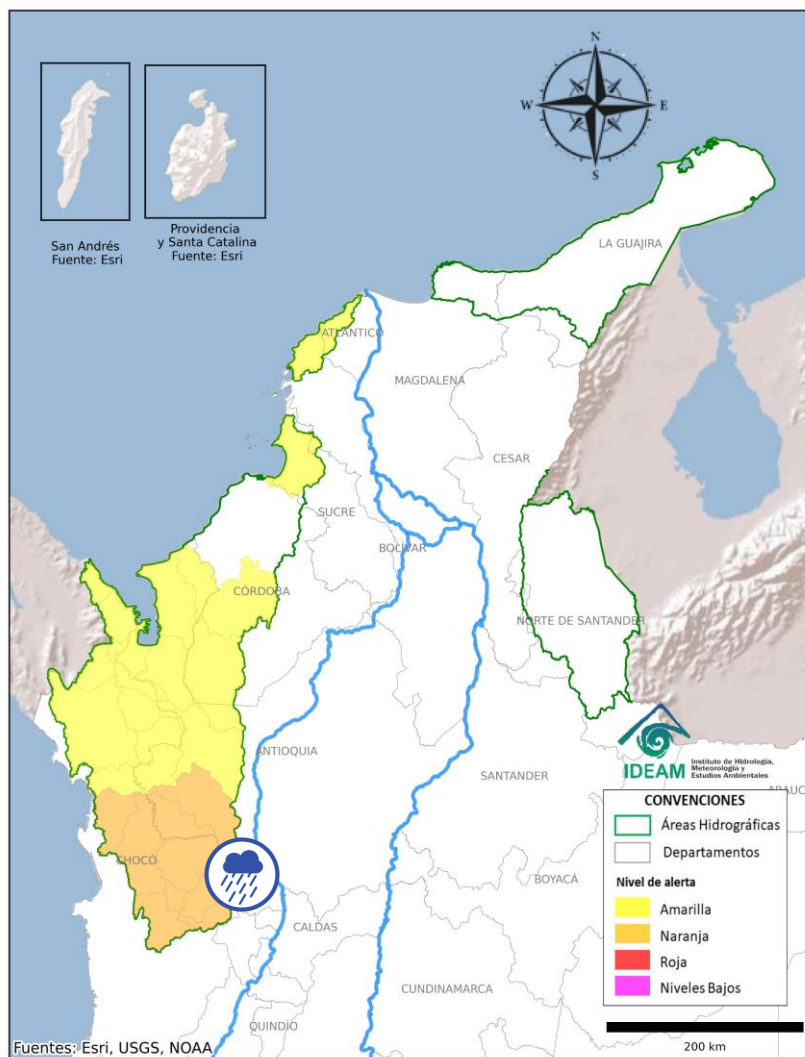 N
W
E
S
San Andrés
Fuente: Esri
Providencia
y Santa Catalina
Fuente: Esri
LA GUAJIRA
ATLÁNTICO
MAGDALENA
CESAR
SUCRE
BOLÍVAR
CÓRDOBA
NORTE DE SANTANDER
ANTIOQUIA
SANTANDER
IDEAM
Instituto de Hidrología,
Meteorología y
Estudios Ambientales
ARAUC
CHOCÓ
BOYACÁ
CALDAS
CUNDINAMARCA
QUINDÍO
CONVENCIONES
Áreas Hidrográficas
Departamentos
Nivel de alerta
Amarilla
Naranja
Roja
Niveles Bajos
200 km
Fuentes: Esri, USGS, NOAA